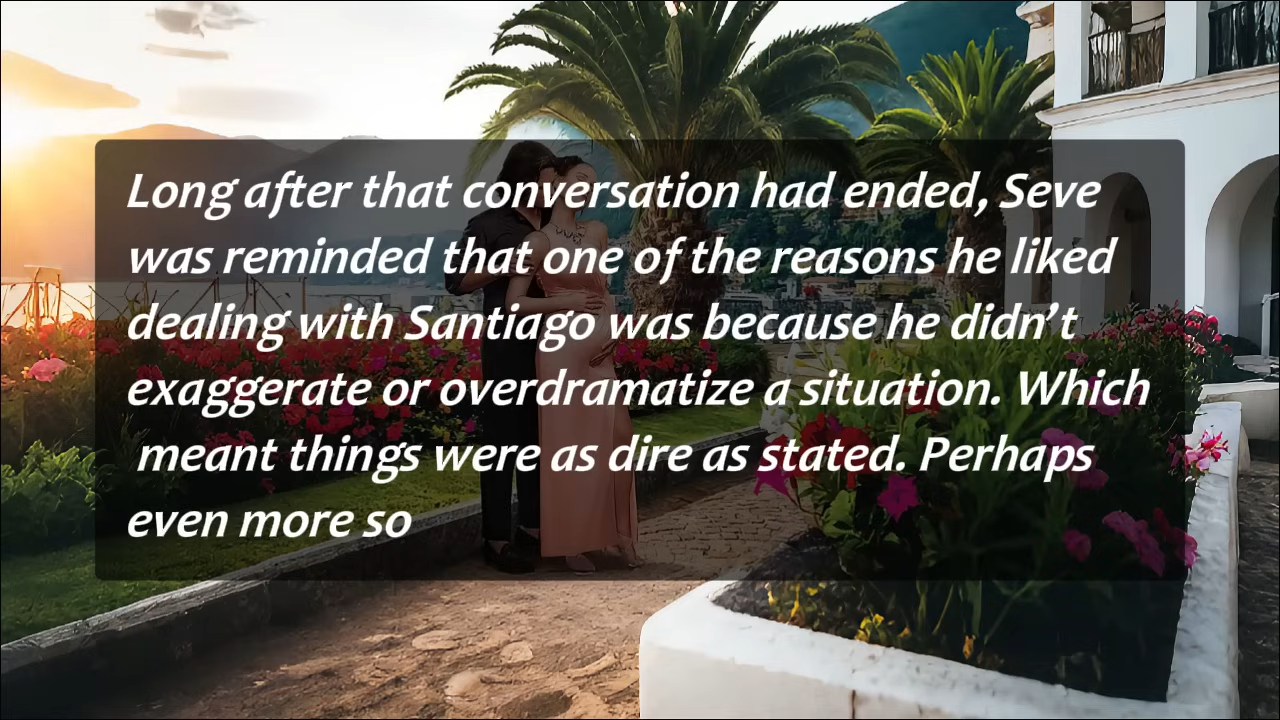 Long after that conversation had ended, Seve
was reminded that one of the reasons he liked
dealing with Santiago was because he didn’t
exaggerate or overdramatize a situation. Which
meant things were as dire as stated. Perhaps
even more so